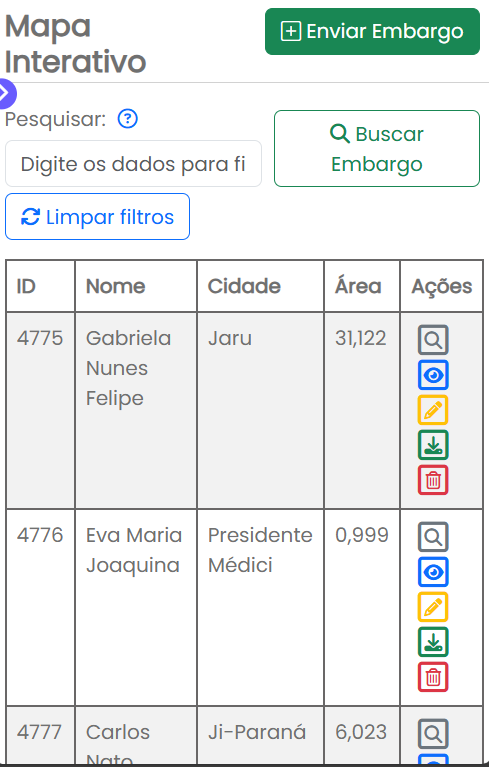 Mapa
Interativo
Enviar Embargo
Pesquisar:
Digite os dados para fi
Buscar
Embargo
Limpar filtros
ID Nome Cidade Área Ações
4775 Gabriela Jaru 31,122
Nunes
Felipe
4776 Eva Maria Presidente 0,999
Joaquina Médici
4777 Carlos Ji-Paraná 6,023
Nato